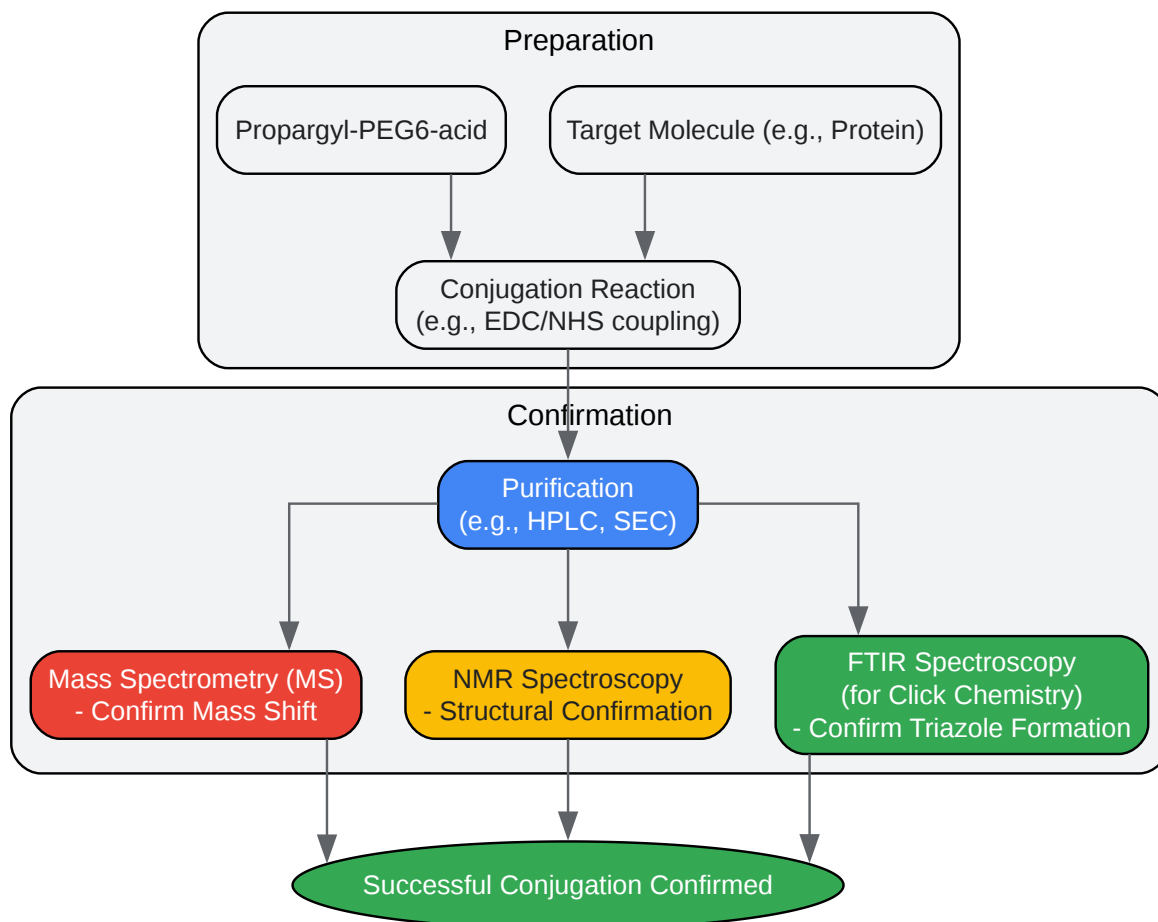 Preparation
Propargyl-PEG6-acid
Target Molecule (e.g., Protein)
Conjugation Reaction
(e.g., EDC/NHS coupling)
Confirmation
Purification
(e.g., HPLC, SEC)
Mass Spectrometry (MS)
- Confirm Mass Shift
NMR Spectroscopy
- Structural Confirmation
FTIR Spectroscopy
(for Click Chemistry)
- Confirm Triazole Formation
Successful Conjugation Confirmed